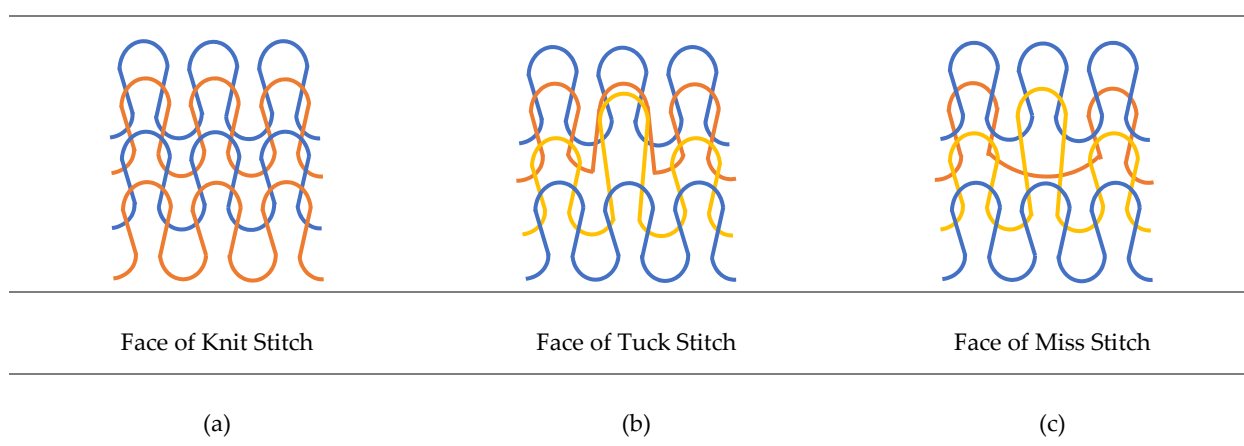 Face of Knit Stitch Face of Tuck Stitch Face of Miss Stitch
(a) (b) (c)